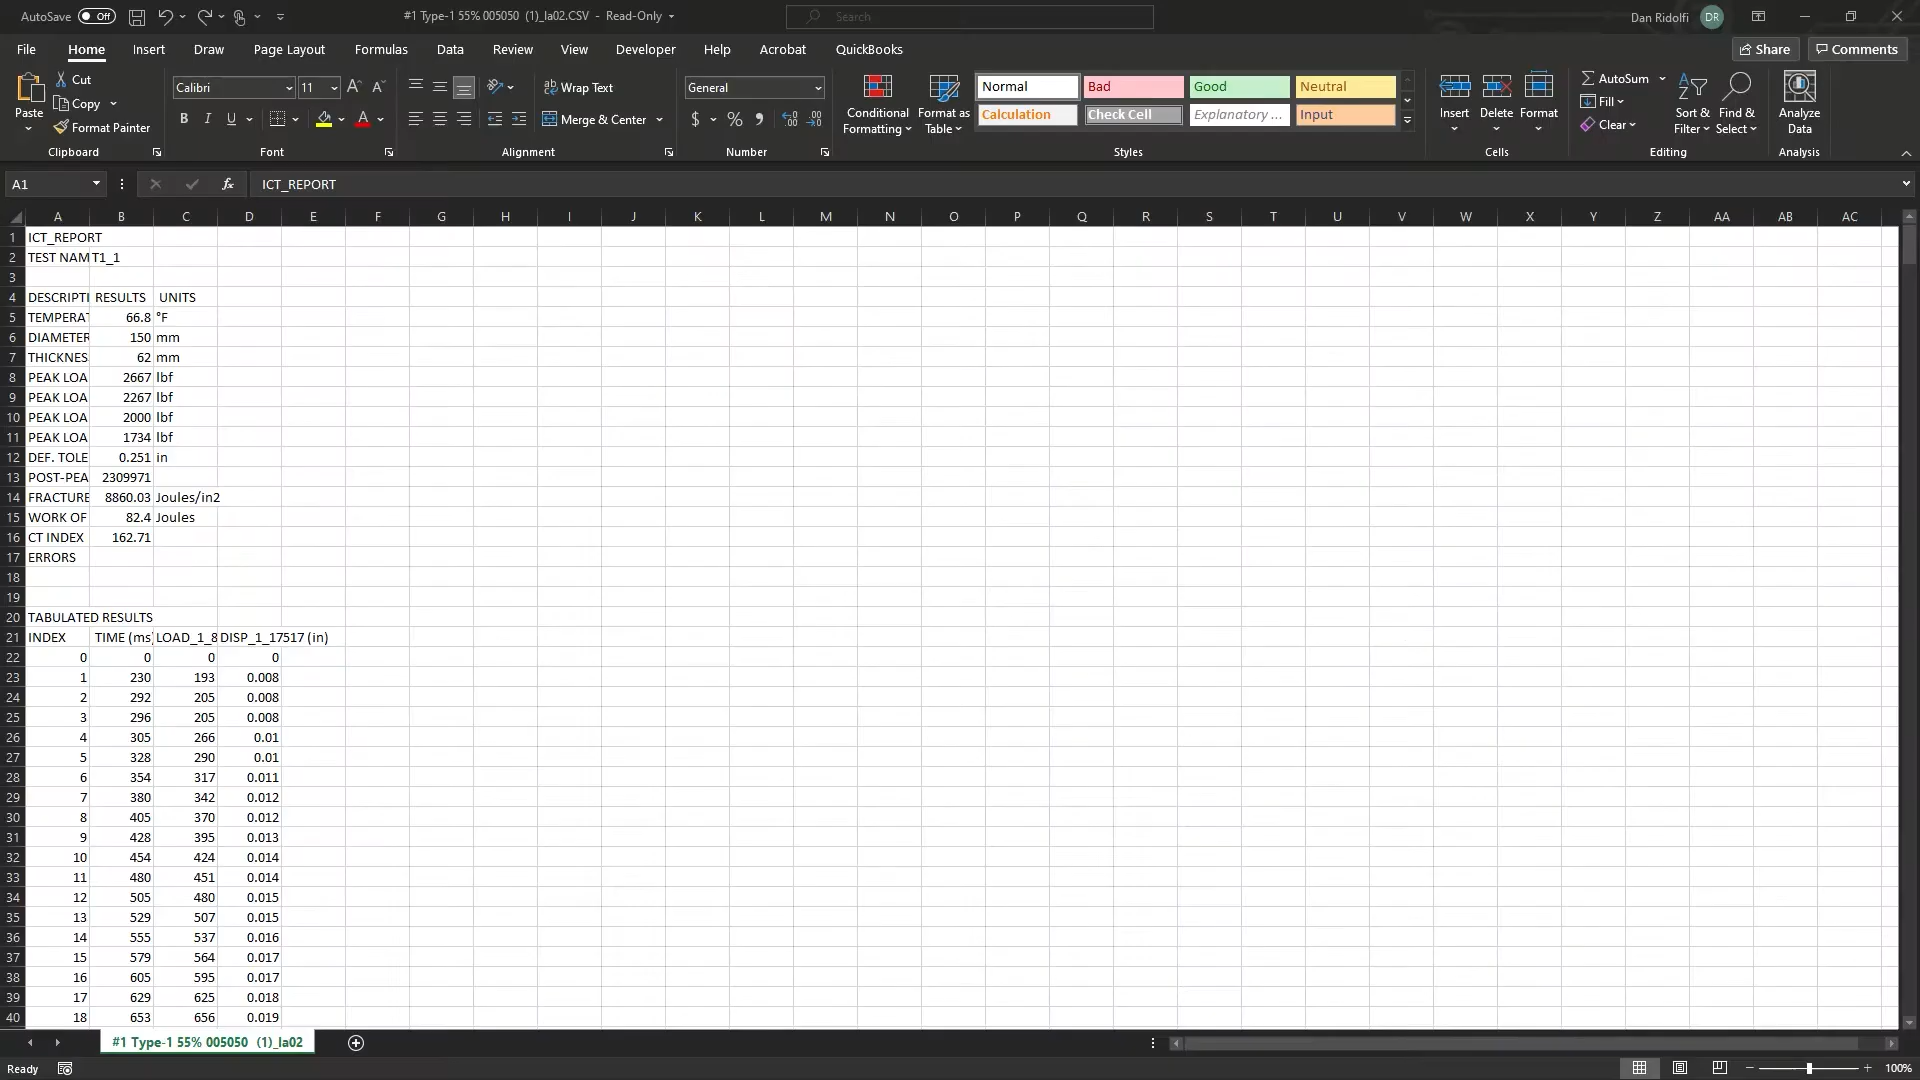 AutoSave Off
#1 Type-1 55% 005050 (1)_la02.CSV - Read-Only
Search
Dan Ridolfi DR
File Home Insert Draw Page Layout Formulas Data Review View Developer Help Acrobat QuickBooks
Share Comments
Paste
Cut
Copy
Format Painter
Clipboard
Calibri 11
B I U
Font
Wrap Text
Merge & Center
Alignment
General
$ % 9
Number
Conditional Formatting
Format as Table
Normal Bad Good Neutral
Calculation Check Cell Explanatory ... Input
Styles
Insert Delete Format
Cells
AutoSum
Fill
Clear
Sort & Filter
Find & Select
Editing
Analyze Data
Analysis
A1 fx ICT_REPORT
A B C D E F G H I J K L M N O P Q R S T U V W X Y Z AA AB AC
1 ICT_REPORT
2 TEST NAM T1_1
3
4 DESCRIPTI RESULTS UNITS
5 TEMPERAT 66.8 °F
6 DIAMETER 150 mm
7 THICKNES 62 mm
8 PEAK LOA 2667 lbf
9 PEAK LOA 2267 lbf
10 PEAK LOA 2000 lbf
11 PEAK LOA 1734 lbf
12 DEF. TOLE 0.251 in
13 POST-PEA 2309971
14 FRACTURE 8860.03 Joules/in2
15 WORK OF 82.4 Joules
16 CT INDEX 162.71
17 ERRORS
18
19
20 TABULATED RESULTS
21 INDEX TIME (ms) LOAD_1_8 DISP_1_17517 (in)
22 0 0 0 0
23 1 230 193 0.008
24 2 292 205 0.008
25 3 296 205 0.008
26 4 305 266 0.01
27 5 328 290 0.01
28 6 354 317 0.011
29 7 380 342 0.012
30 8 405 370 0.012
31 9 428 395 0.013
32 10 454 424 0.014
33 11 480 451 0.014
34 12 505 480 0.015
35 13 529 507 0.015
36 14 555 537 0.016
37 15 579 564 0.017
38 16 605 595 0.017
39 17 629 625 0.018
40 18 653 656 0.019
#1 Type-1 55% 005050 (1)_la02
Ready
100%